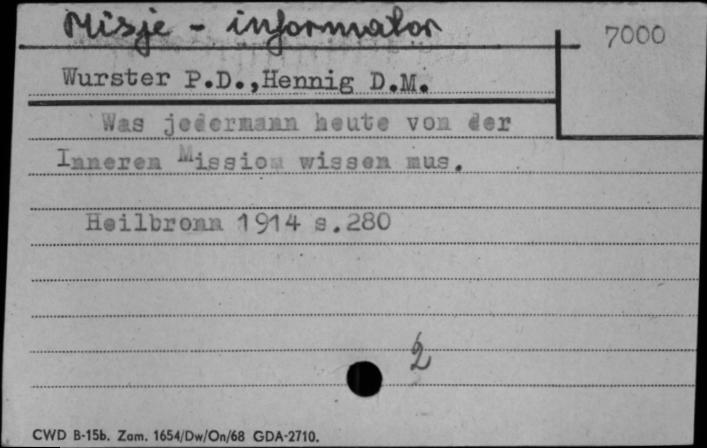 Misje - informator
7000
Wurster P.D.,Hennig D.M.
Was jedermann heute von der
Inneren Mission wissen mus.
Heilbronn 1914 s.280
2
CWD B-15b. Zam. 1654/Dw/On/68 GDA-2710.